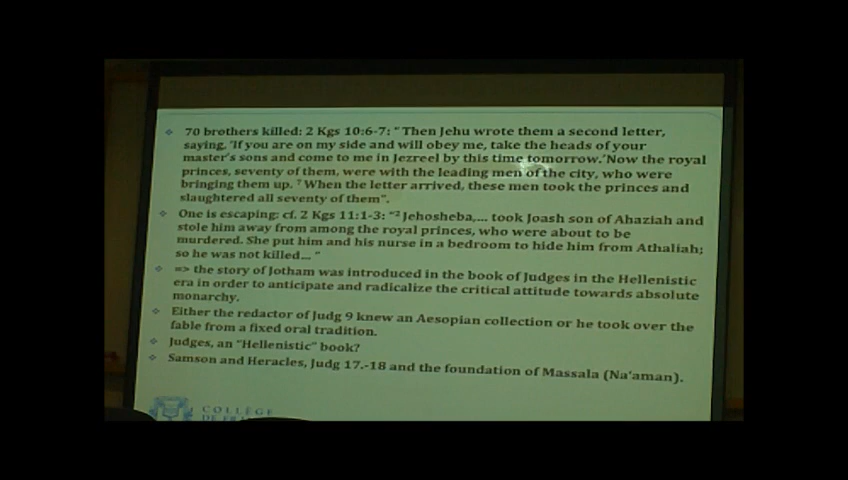 70 brothers killed: 2 Kgs 10:6-7: “Then Jehu wrote them a second letter,
saying, ‘If you are on my side and will obey me, take the heads of your
master's sons and come to me in Jezreel by this time tomorrow.’Now the royal
princes, seventy of them, were with the leading men of the city, who were
bringing them up. ⁷ When the letter arrived, these men took the princes and
slaughtered all seventy of them”.
One is escaping: cf. 2 Kgs 11:1-3: “² Jehosheba,... took Joash son of Ahaziah and
stole him away from among the royal princes, who were about to be
murdered. She put him and his nurse in a bedroom to hide him from Athaliah;
so he was not killed... ”
=> the story of Jotham was introduced in the book of Judges in the Hellenistic
era in order to anticipate and radicalize the critical attitude towards absolute
monarchy.
Either the redactor of Judg 9 knew an Aesopian collection or he took over the
fable from a fixed oral tradition.
Judges, an “Hellenistic” book?
Samson and Heracles, Judg 17.-18 and the foundation of Massala (Na‘aman).
COLLÈGE